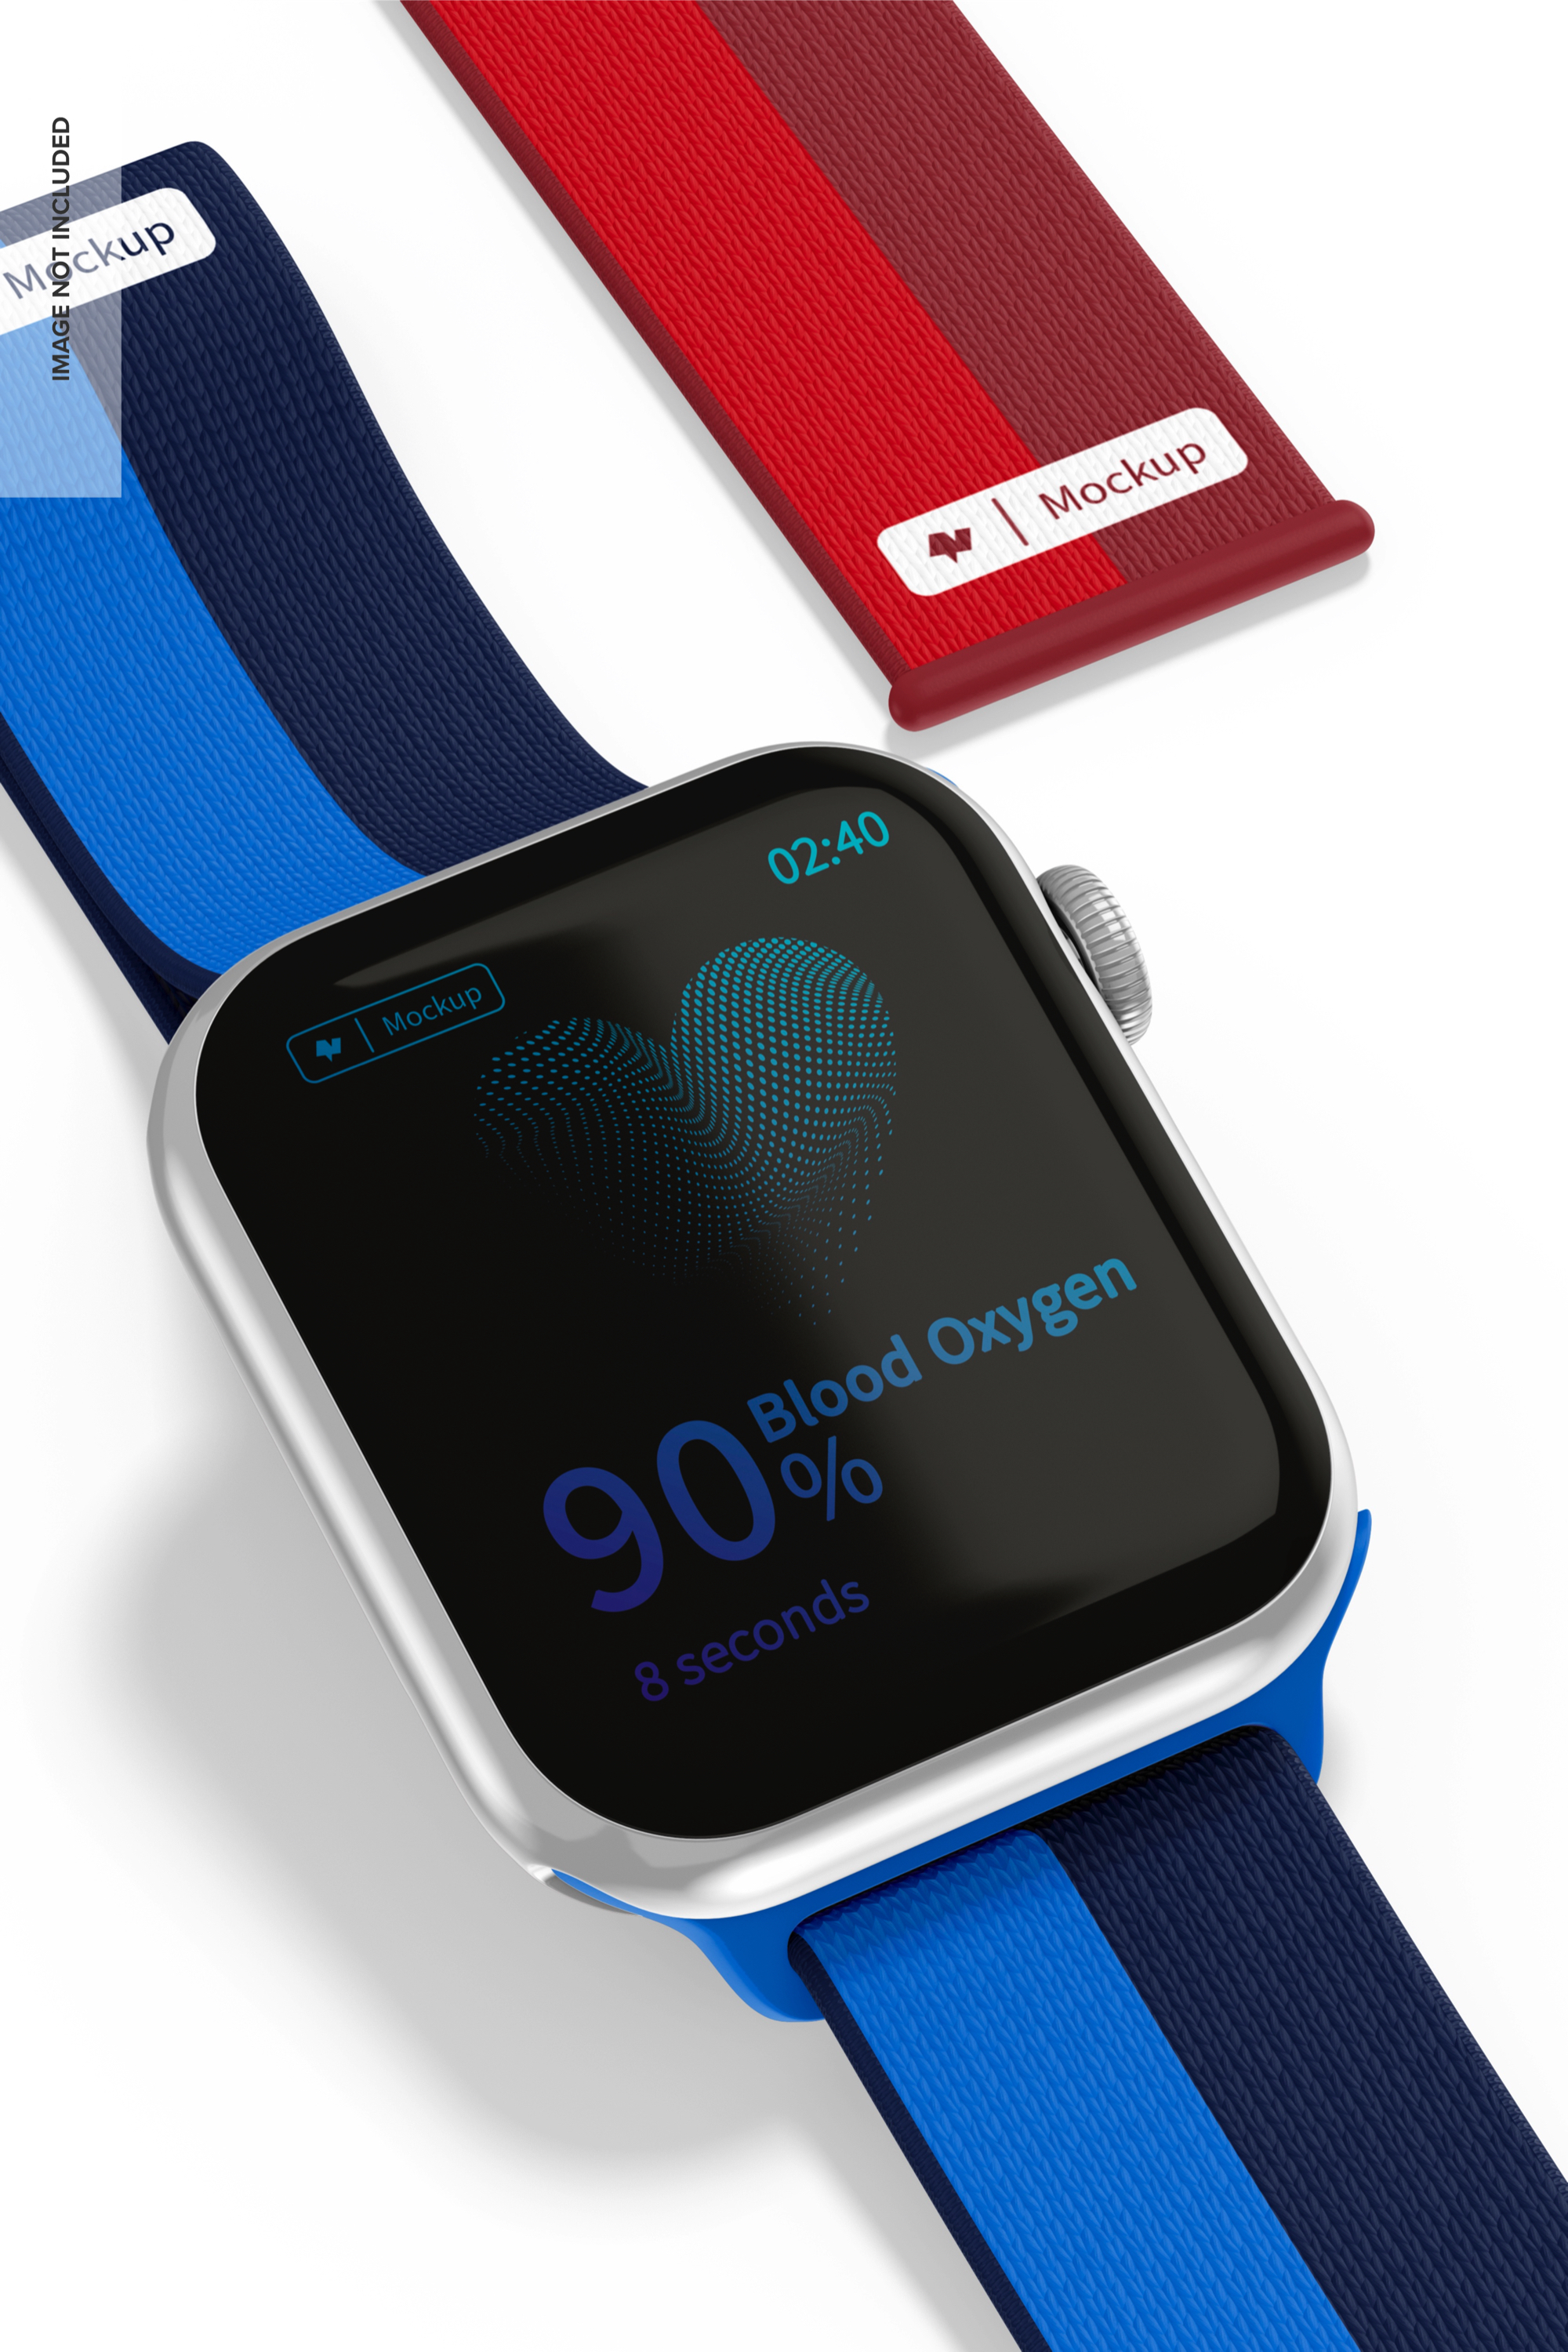 IMAGE NOT INCLUDED
Mockup
Mockup
02:40
Mockup
Blood Oxygen
90%
8 seconds